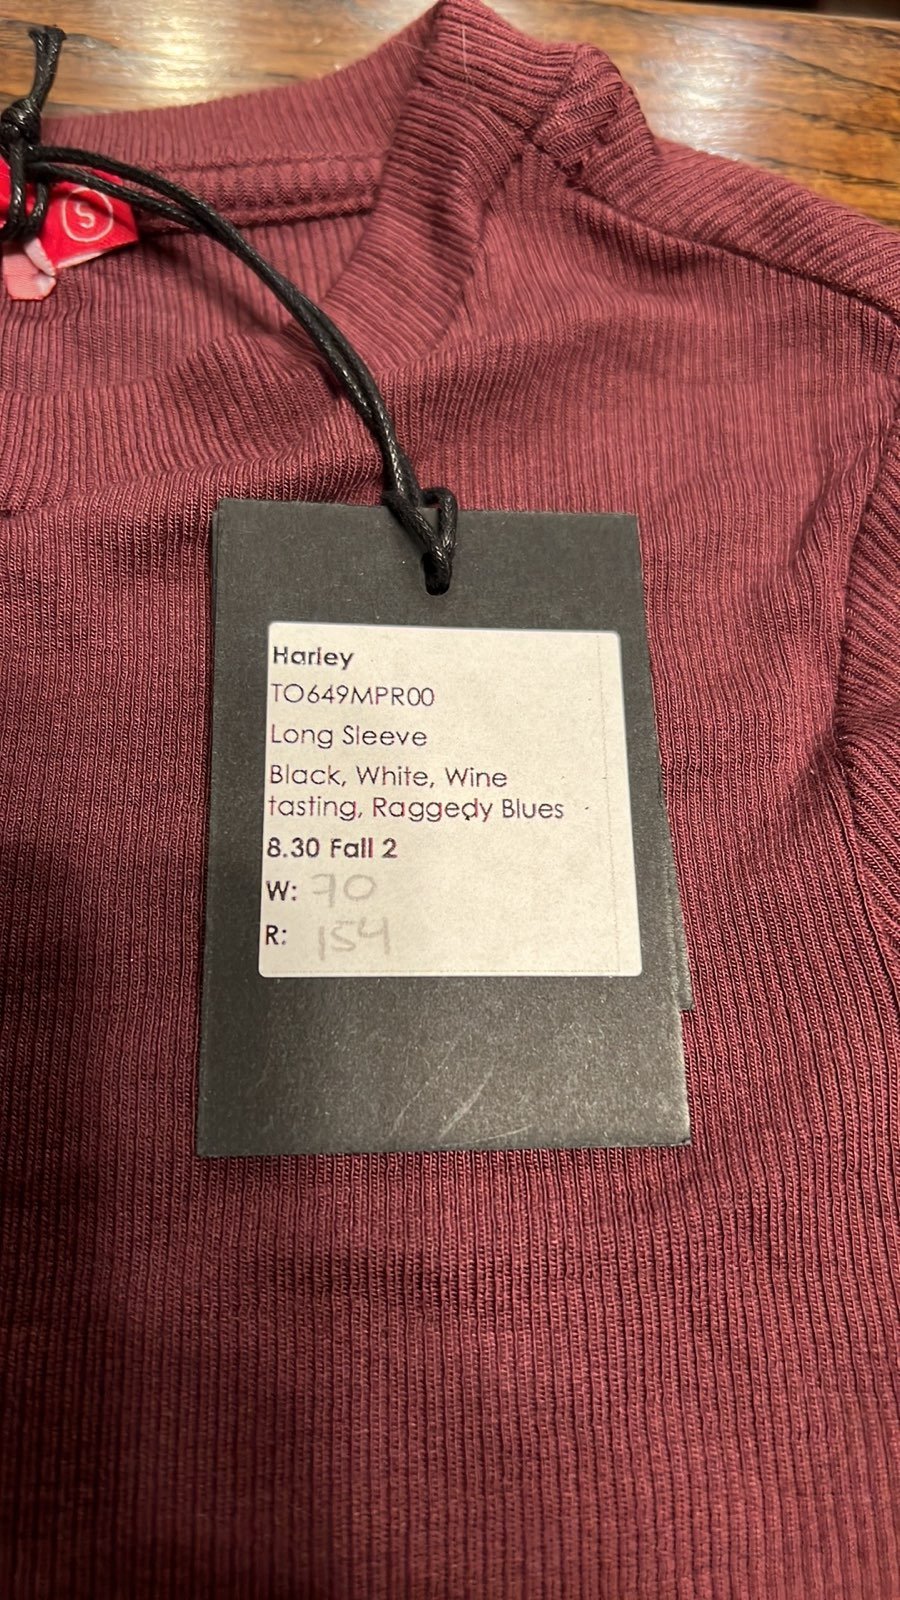 S
Harley
TO649MPR00
Long Sleeve
Black, White, Wine
tasting, Raggedy Blues
8.30 Fall 2
W: 70
R: 154